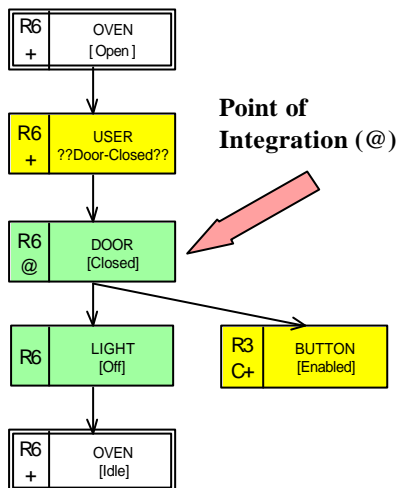 R6
+
OVEN
[ Open ]
R6
+
USER
??Door-Closed??
Point of
Integration (@)
R6
@
DOOR
[Closed]
R6
LIGHT
[Off]
R3
C+
BUTTON
[Enabled]
R6
+
OVEN
[Idle]